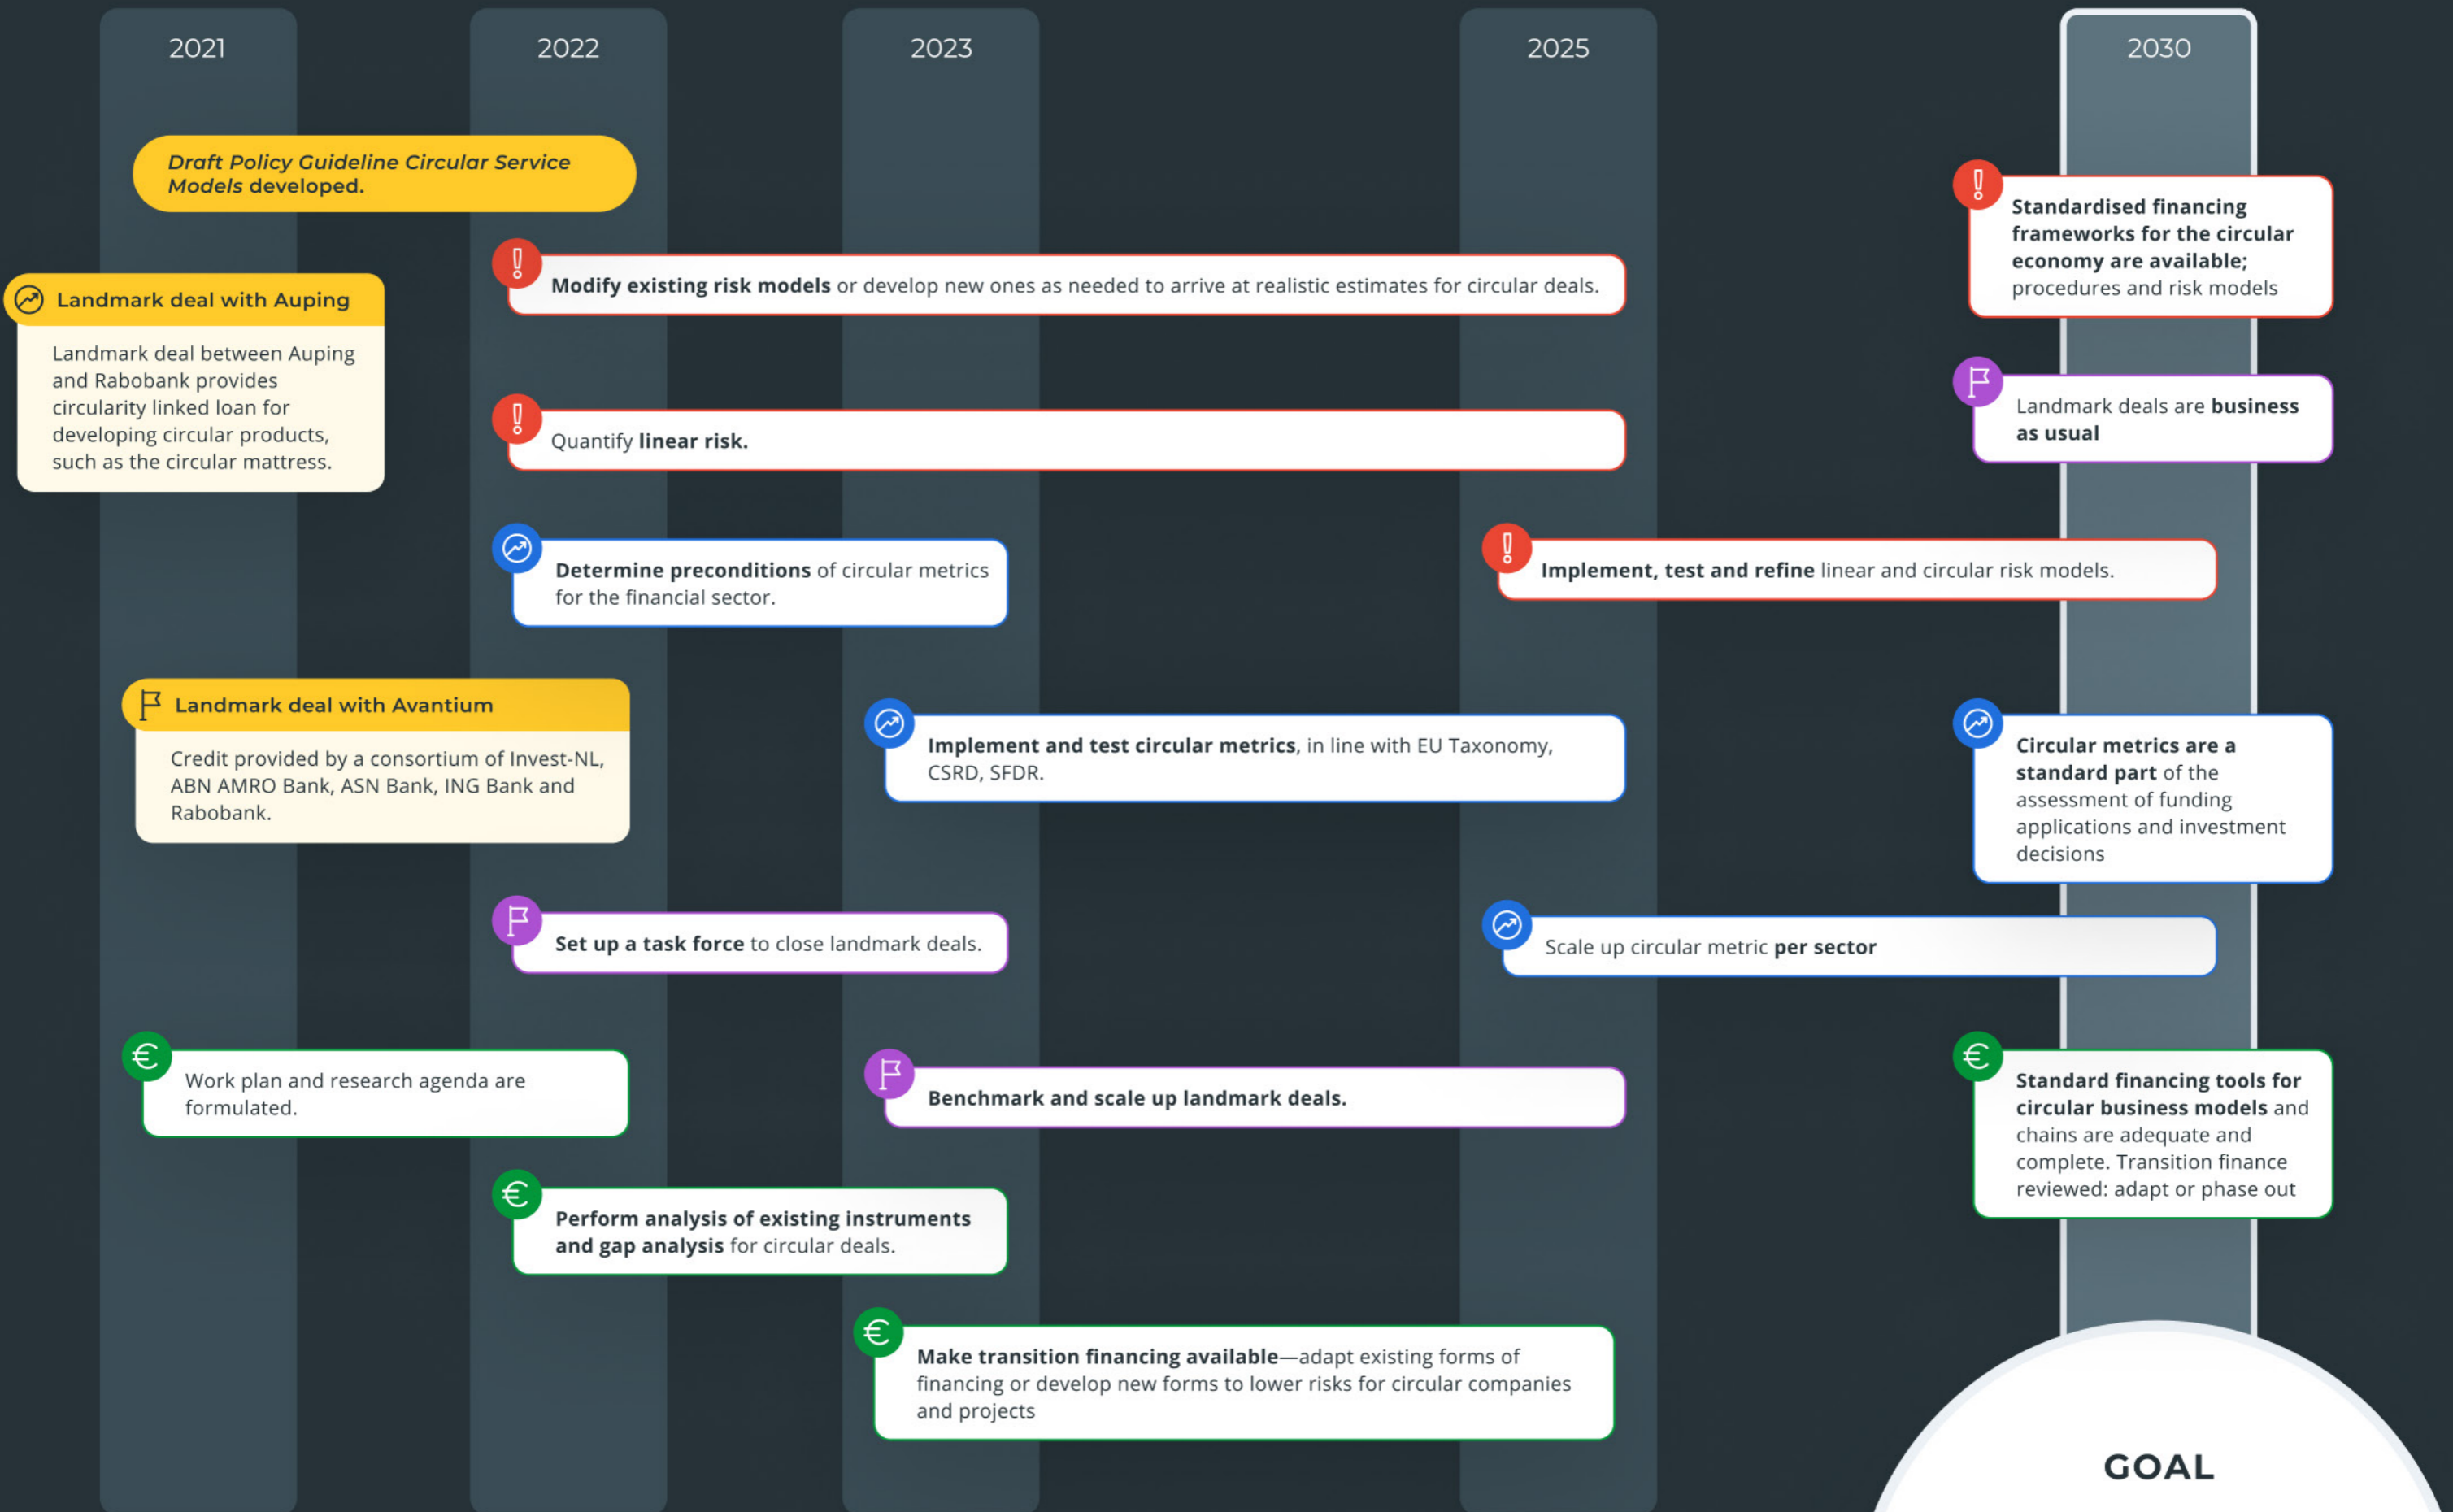 2021
2022
2023
2025
2030
Draft Policy Guideline Circular Service
Models developed.
Standardised financing
frameworks for the circular
economy are available;
procedures and risk models
Modify existing risk models or develop new ones as needed to arrive at realistic estimates for circular deals.
Landmark deal with Auping
Landmark deal between Auping
and Rabobank provides
circularity linked loan for
developing circular products,
such as the circular mattress.
Landmark deals are business
as usual
Quantify linear risk.
Determine preconditions of circular metrics
for the financial sector.
Implement, test and refine linear and circular risk models.
Landmark deal with Avantium
Credit provided by a consortium of Invest-NL,
ABN AMRO Bank, ASN Bank, ING Bank and
Rabobank.
Implement and test circular metrics, in line with EU Taxonomy,
CSRD, SFDR.
Circular metrics are a
standard part of the
assessment of funding
applications and investment
decisions
Set up a task force to close landmark deals.
Scale up circular metric per sector
Work plan and research agenda are
formulated.
Benchmark and scale up landmark deals.
Standard financing tools for
circular business models and
chains are adequate and
complete. Transition finance
reviewed: adapt or phase out
Perform analysis of existing instruments
and gap analysis for circular deals.
Make transition financing available—adapt existing forms of
financing or develop new forms to lower risks for circular companies
and projects
GOAL